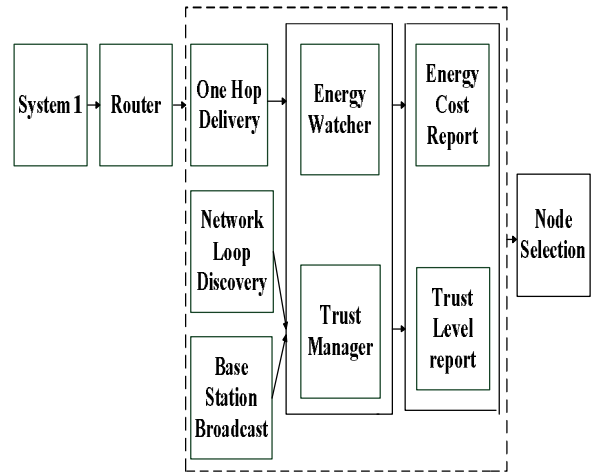 System 1
Router
One Hop
Delivery
Energy
Watcher
Energy
Cost
Report
Network
Loop
Discovery
Base
Station
Broadcast
Trust
Manager
Trust
Level
report
Node
Selection